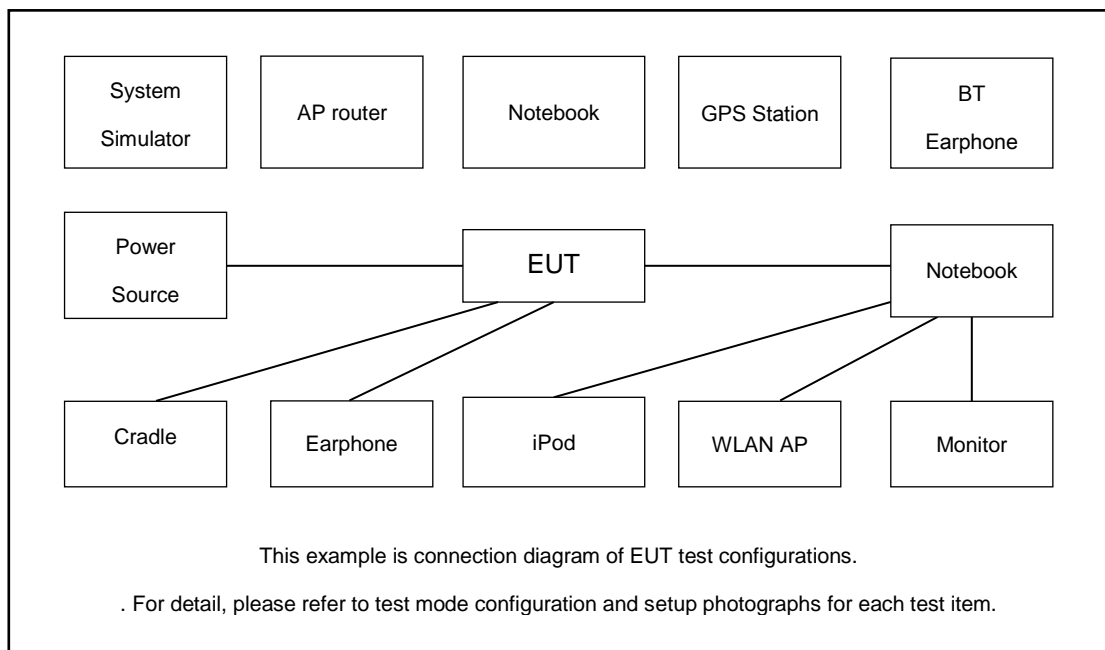 System
Simulator
AP router
Notebook
GPS Station
BT
Earphone
Power
Source
EUT
Notebook
Cradle
Earphone
iPod
WLAN AP
Monitor
This example is connection diagram of EUT test configurations.
. For detail, please refer to test mode configuration and setup photographs for each test item.